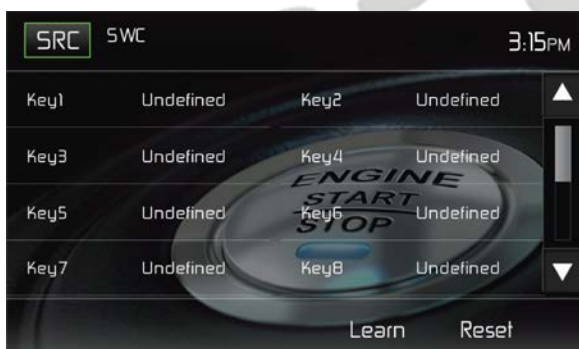 SRC SWC 3:15PM
Key1 Undefined Key2 Undefined
Key3 Undefined Key4 Undefined
ENGINE
START
Key5 Undefined Key6 Undefined
STOP
Key7 Undefined Key8 Undefined
Learn Reset